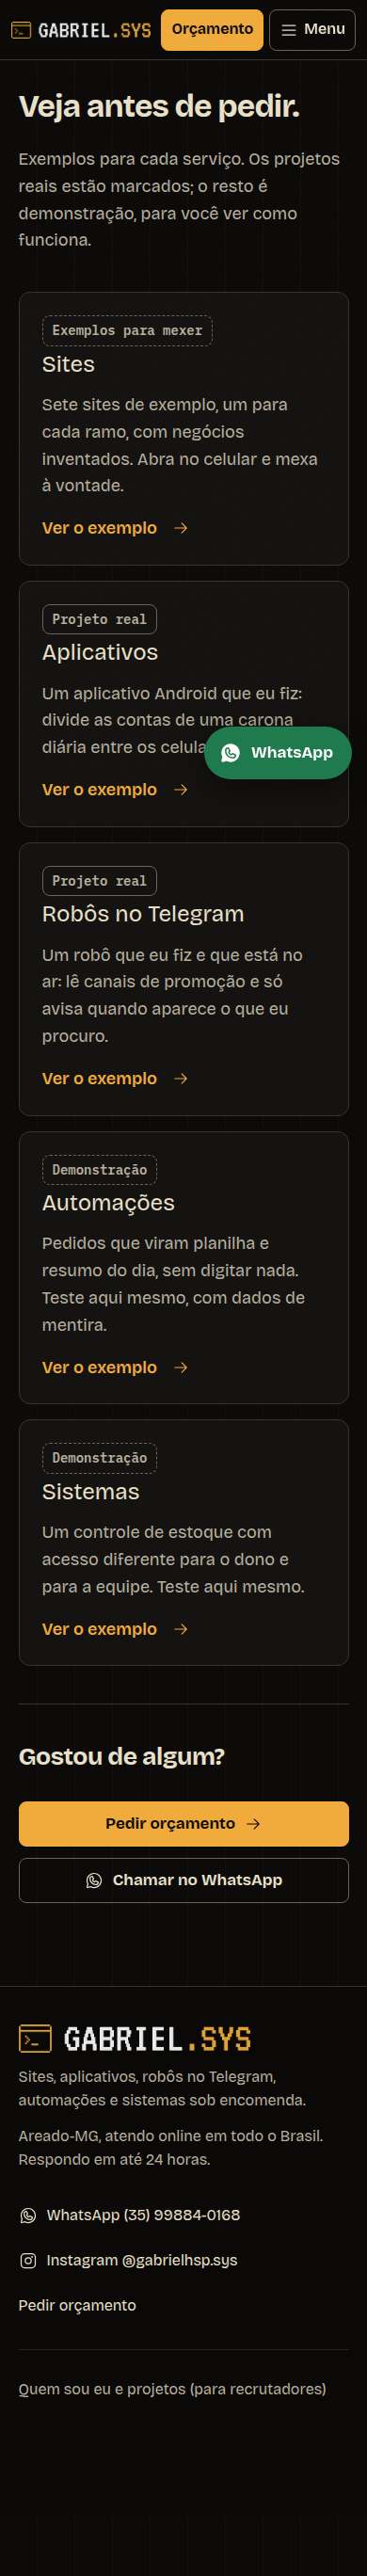 GABRIEL.SYS
Orçamento
Menu
Veja antes de pedir.
Exemplos para cada serviço. Os projetos
reais estão marcados; o resto é
demonstração, para você ver como
funciona.
Exemplos para mexer
Sites
Sete sites de exemplo, um para
cada ramo, com negócios
inventados. Abra no celular e mexa
à vontade.
Ver o exemplo
Projeto real
Aplicativos
Um aplicativo Android que eu fiz:
divide as contas de uma carona
diária entre os
WhatsApp
Ver o exemplo
Projeto real
Robôs no Telegram
Um robô que eu fiz e que está no
ar: lê canais de promoção e só
avisa quando aparece o que eu
procuro.
Ver o exemplo
Demonstração
Automações
Pedidos que viram planilha e
resumo do dia, sem digitar nada.
Teste aqui mesmo, com dados de
mentira.
Ver o exemplo
Demonstração
Sistemas
Um controle de estoque com
acesso diferente para o dono e
para a equipe. Teste aqui mesmo.
Ver o exemplo
Gostou de algum?
Pedir orçamento
Chamar no WhatsApp
GABRIEL.SYS
Sites, aplicativos, robôs no Telegram,
automações e sistemas sob encomenda.
Areado-MG, atendo online em todo o Brasil.
Respondo em até 24 horas.
WhatsApp (35) 99884-0168
Instagram @gabrielhsp.sys
Pedir orçamento
Quem sou eu e projetos (para recrutadores)